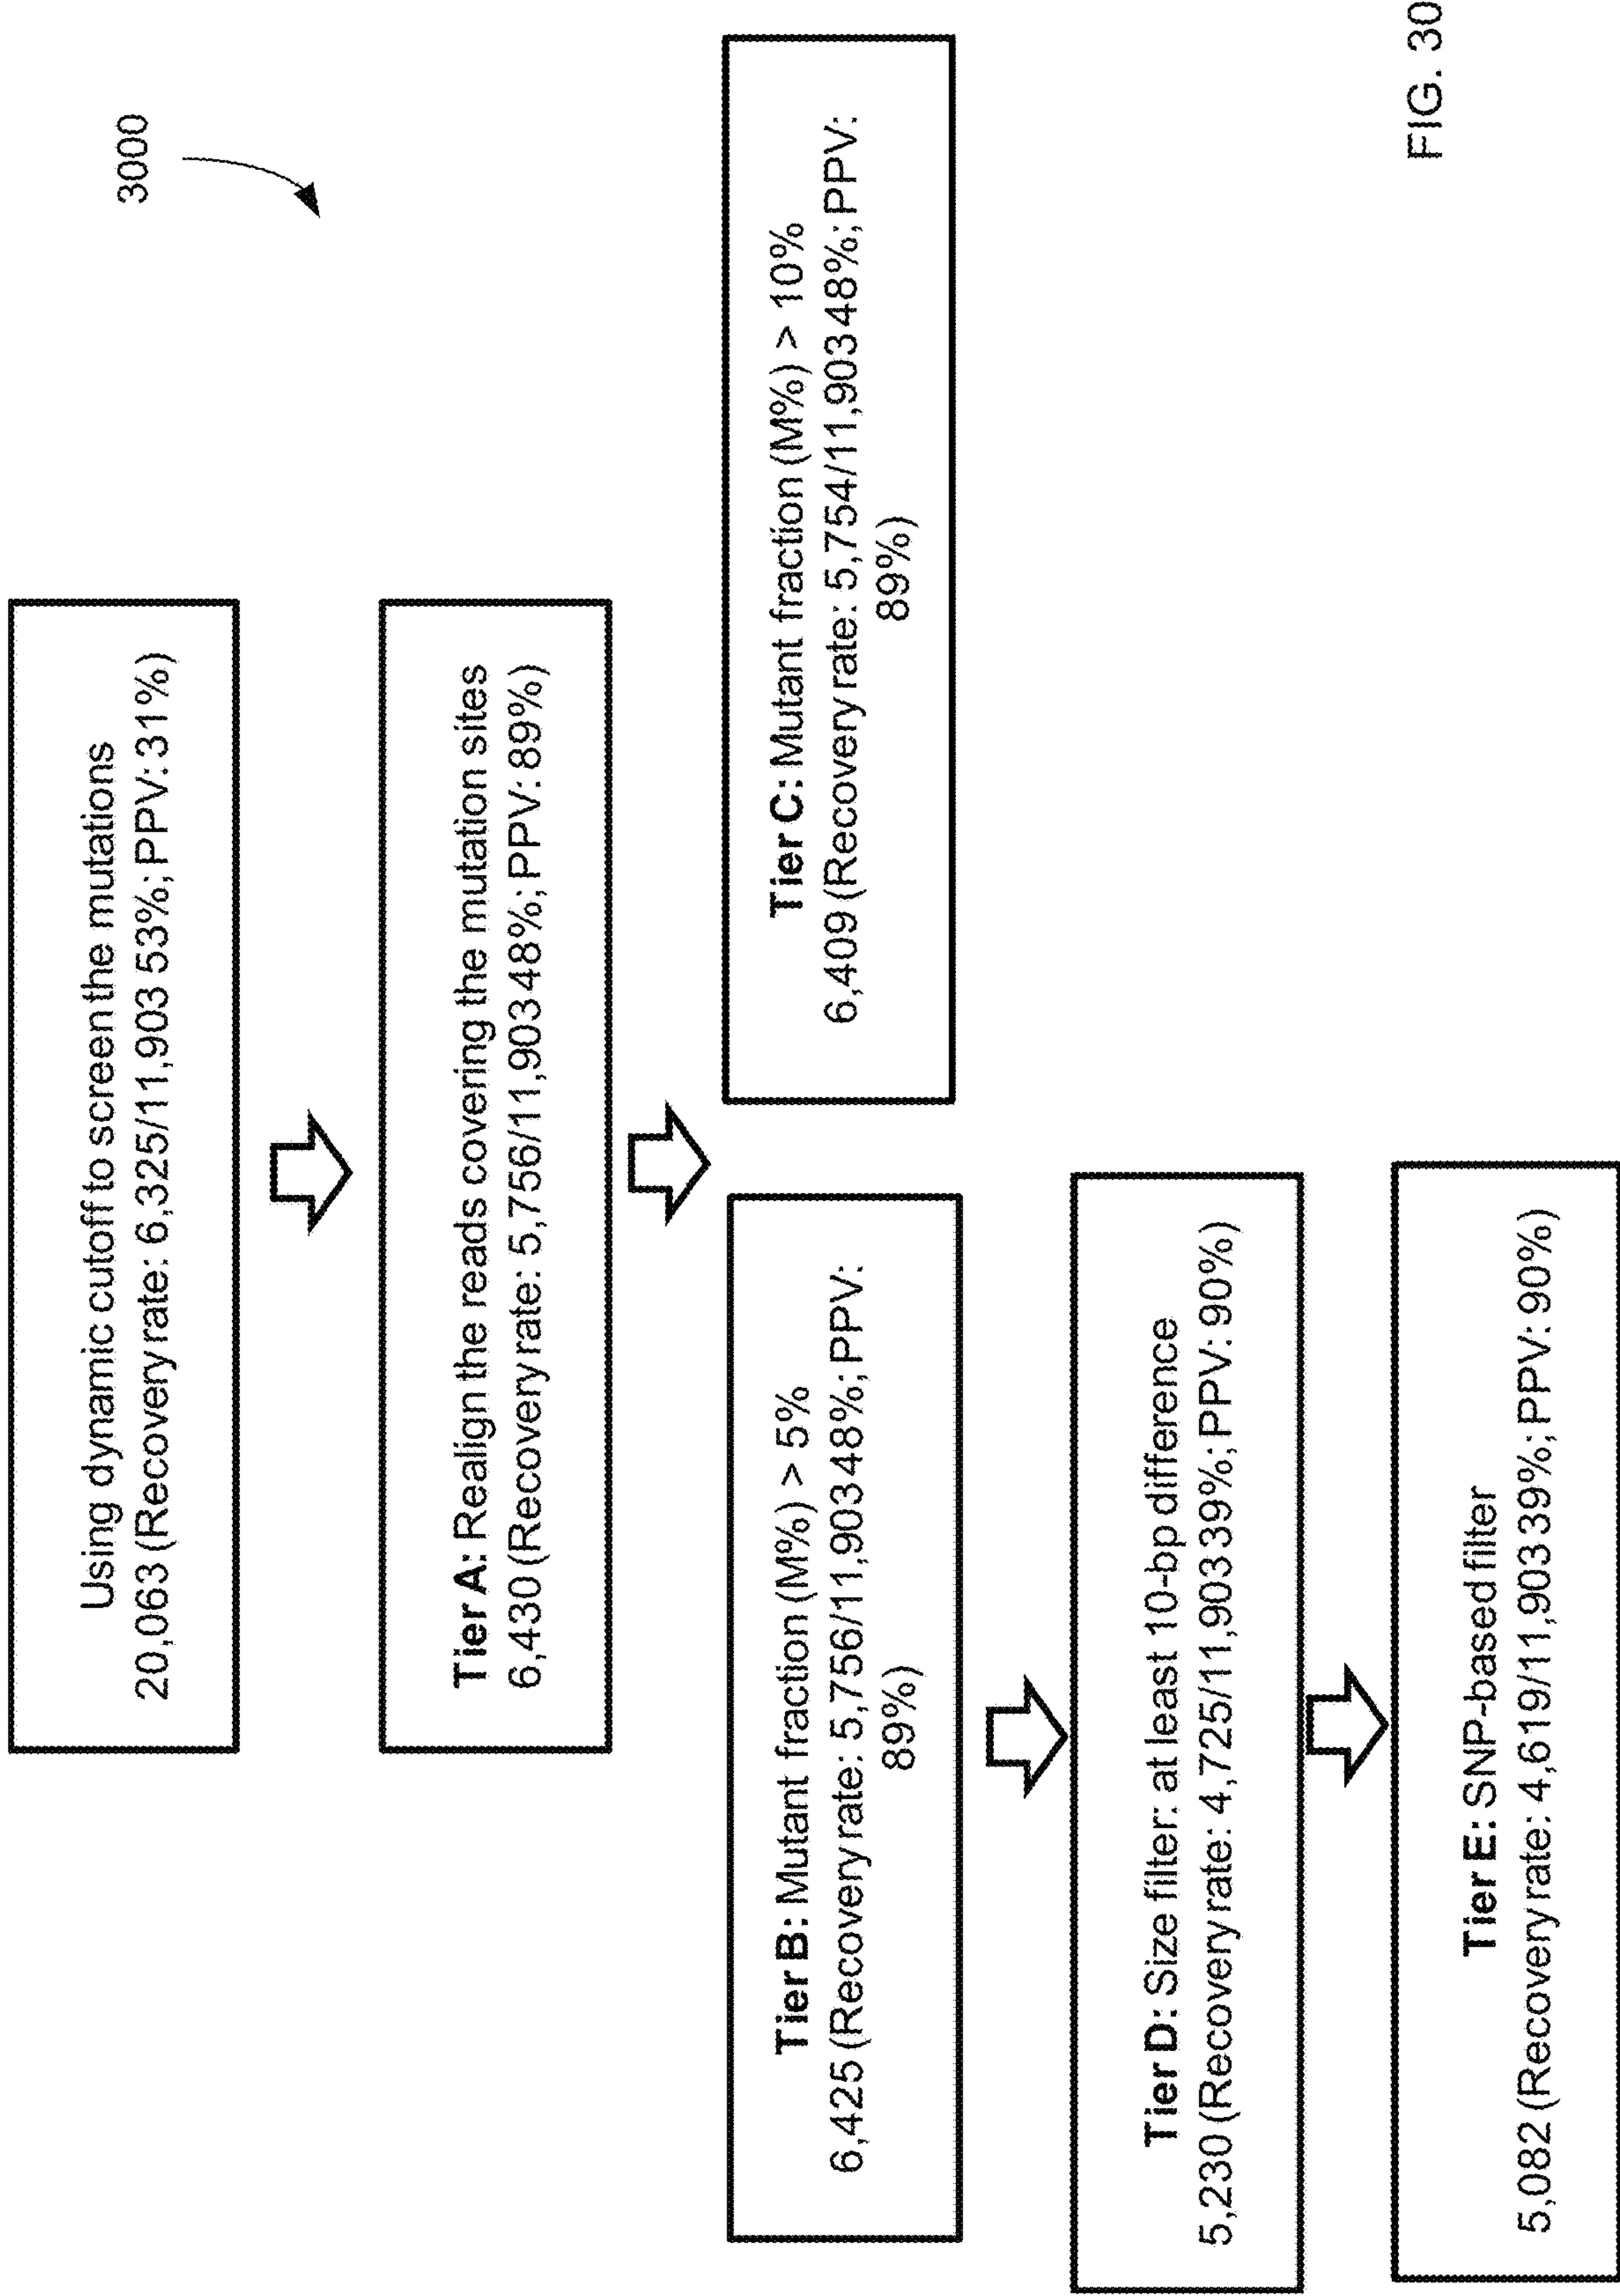 3000
Using dynamic cutoff to screen the mutations
20,063 (Recovery rate: 6,325/11,903 53%; PPV: 31%)
Tier A: Realign the reads covering the mutation sites
6,430 (Recovery rate: 5,756/11,903 48%; PPV: 89%)
Tier B: Mutant fraction (M%) > 5%
6,425 (Recovery rate: 5,756/11,903 48%; PPV:
89%)
Tier C: Mutant fraction (M%) > 10%
6,409 (Recovery rate: 5,754/11,903 48%; PPV:
89%)
Tier D: Size filter: at least 10-bp difference
5,230 (Recovery rate: 4,725/11,903 39%; PPV: 90%)
Tier E: SNP-based filter
5,082 (Recovery rate: 4,619/11,903 39%; PPV: 90%)
FIG. 30